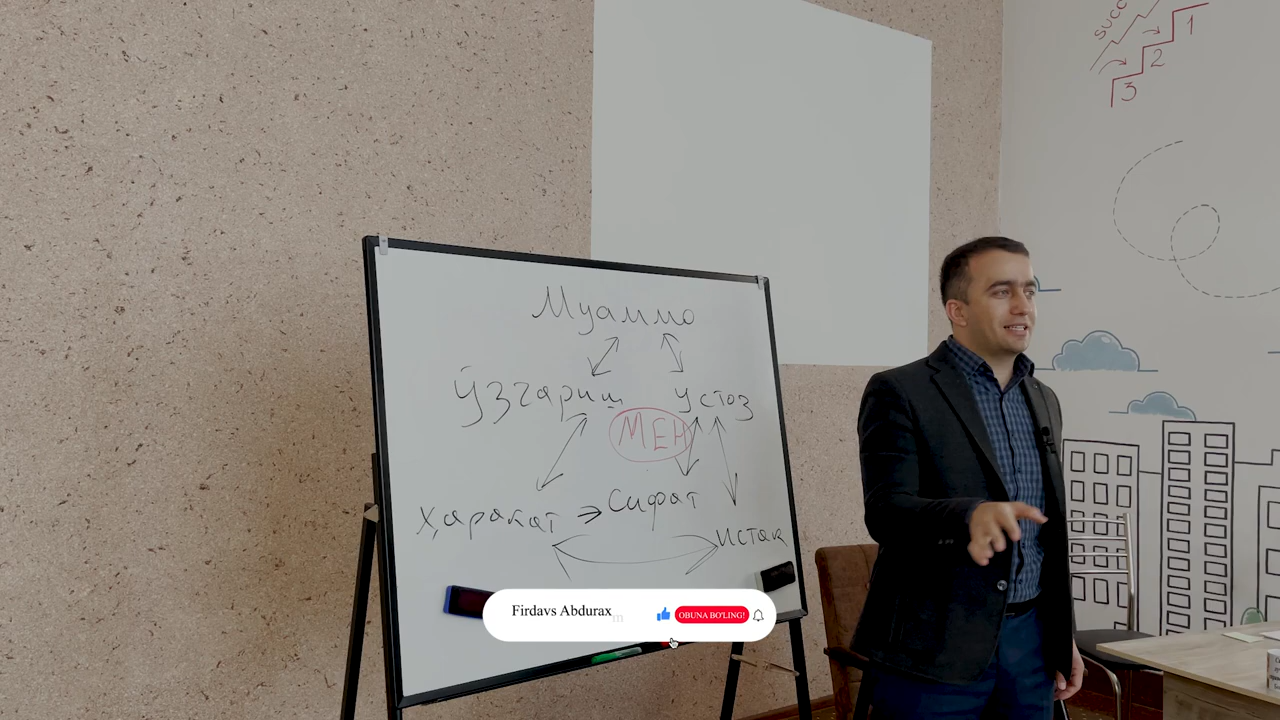 SUCC
1
2
3
Муаммо
Ўзгариш
Устоз
МЕН
Ҳаракат
Сифат
Истак
Firdavs Abdurax
m
OBUNA BO'LING!